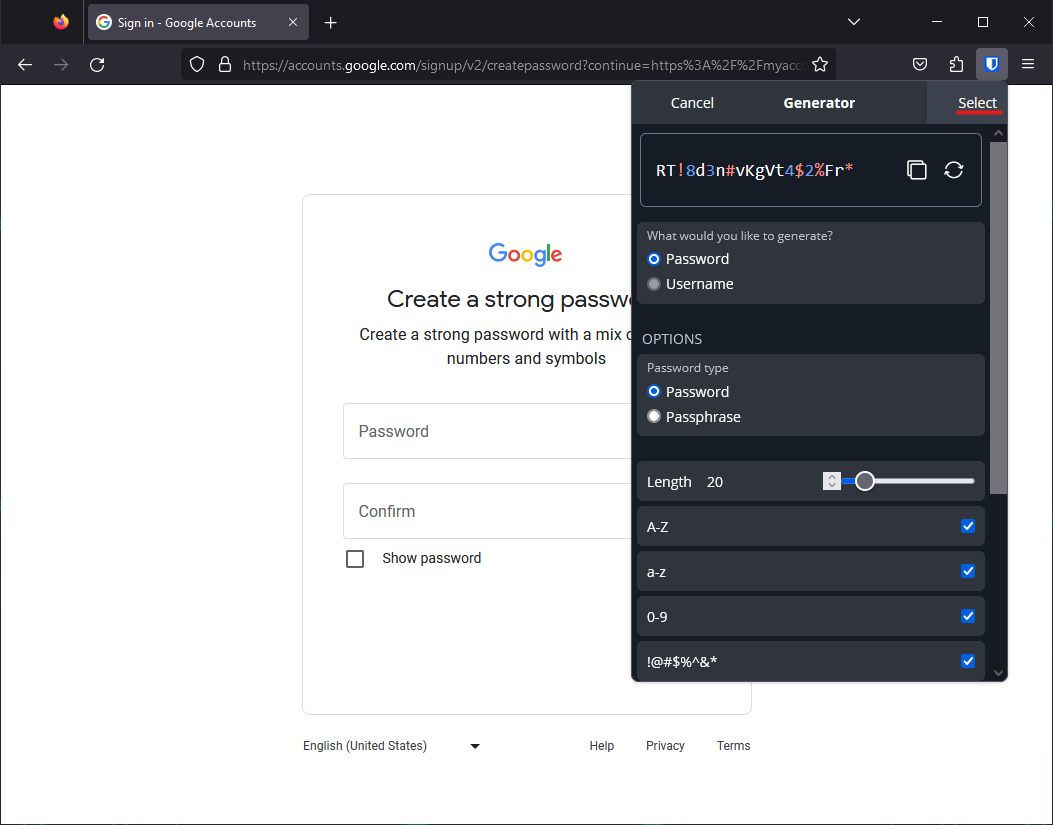 Sign in - Google Accounts
https://accounts.google.com/signup/v2/createpassword?continue=https%3A%2F%2Fmyacc
Cancel
Generator
Select
RT!8d3n#vKgVt4$2%Fr*
What would you like to generate?
Password
Username
OPTIONS
Password type
Password
Passphrase
Length 20
A-Z
a-z
0-9
!@#$%^&*
Google
Create a strong passw
Create a strong password with a mix
numbers and symbols
Password
Confirm
Show password
English (United States)
Help
Privacy
Terms